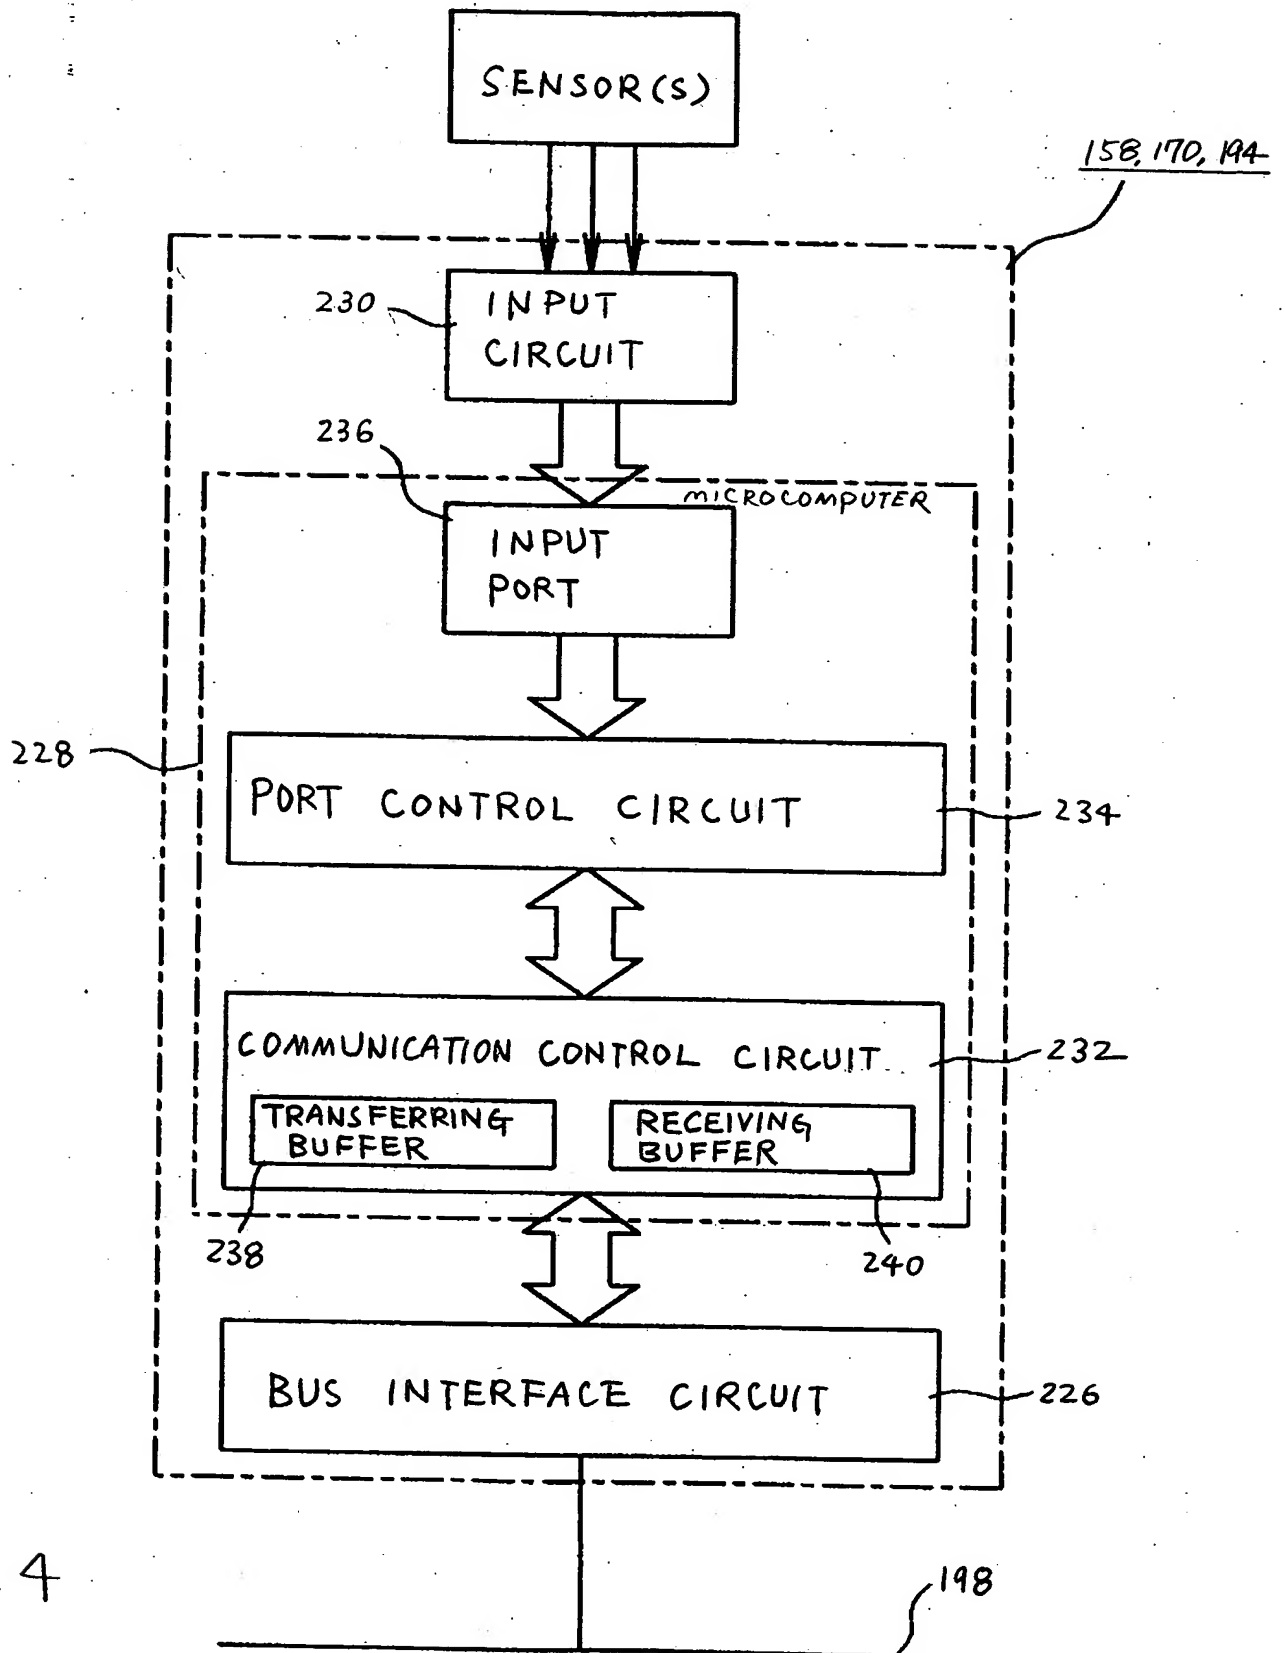 SENSOR(S)
158, 170, 194
230
INPUT
CIRCUIT
236
MICROCOMPUTER
INPUT
PORT
228
PORT CONTROL CIRCUIT
234
COMMUNICATION CONTROL CIRCUIT
232
TRANSFERRING
BUFFER
RECEIVING
BUFFER
238
240
BUS INTERFACE CIRCUIT
226
4
198